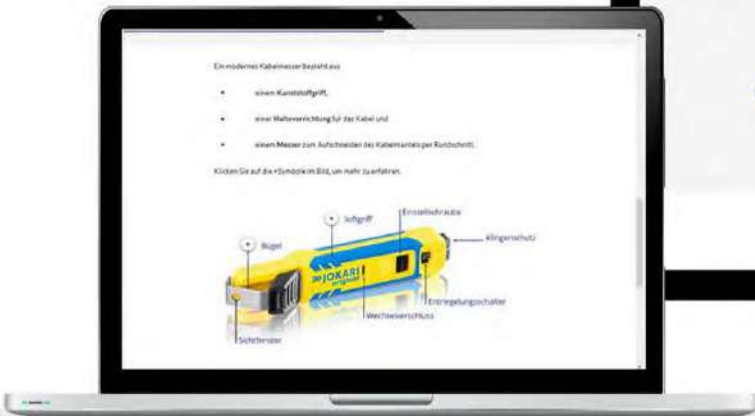 Ein modernes Kabelmesser besteht aus
einem Kunststoffgriff,
einer Haltevorrichtung für das Kabel und
einem Messer zum Aufschneiden des Kabelmantels per Rundschnitt.
Klicken Sie auf die +Symbole im Bild, um mehr zu erfahren.
Einstellschraube
Softgriff
Bügel
Klingenschutz
JOKARI
original
Entriegelungsschalter
Wechselverschluss
Sichtfenster